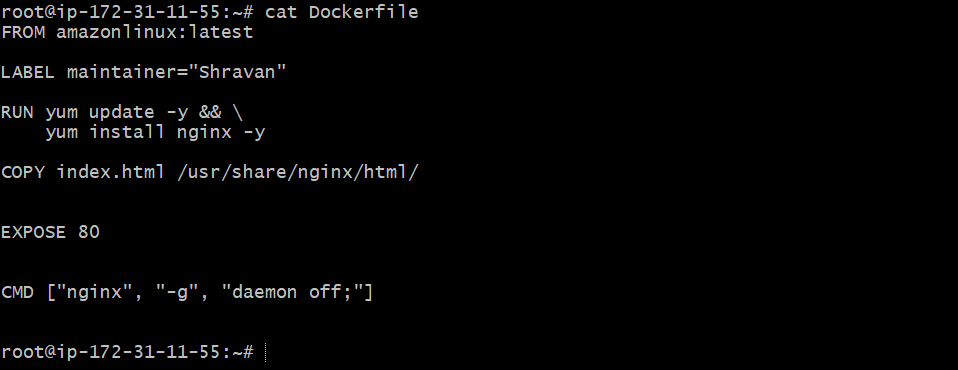 root@ip-172-31-11-55:~# cat Dockerfile
FROM amazonlinux:latest
LABEL maintainer="Shravan"
RUN yum update -y && \
    yum install nginx -y
COPY index.html /usr/share/nginx/html/
EXPOSE 80
CMD ["nginx", "-g", "daemon off;"]
root@ip-172-31-11-55:~#